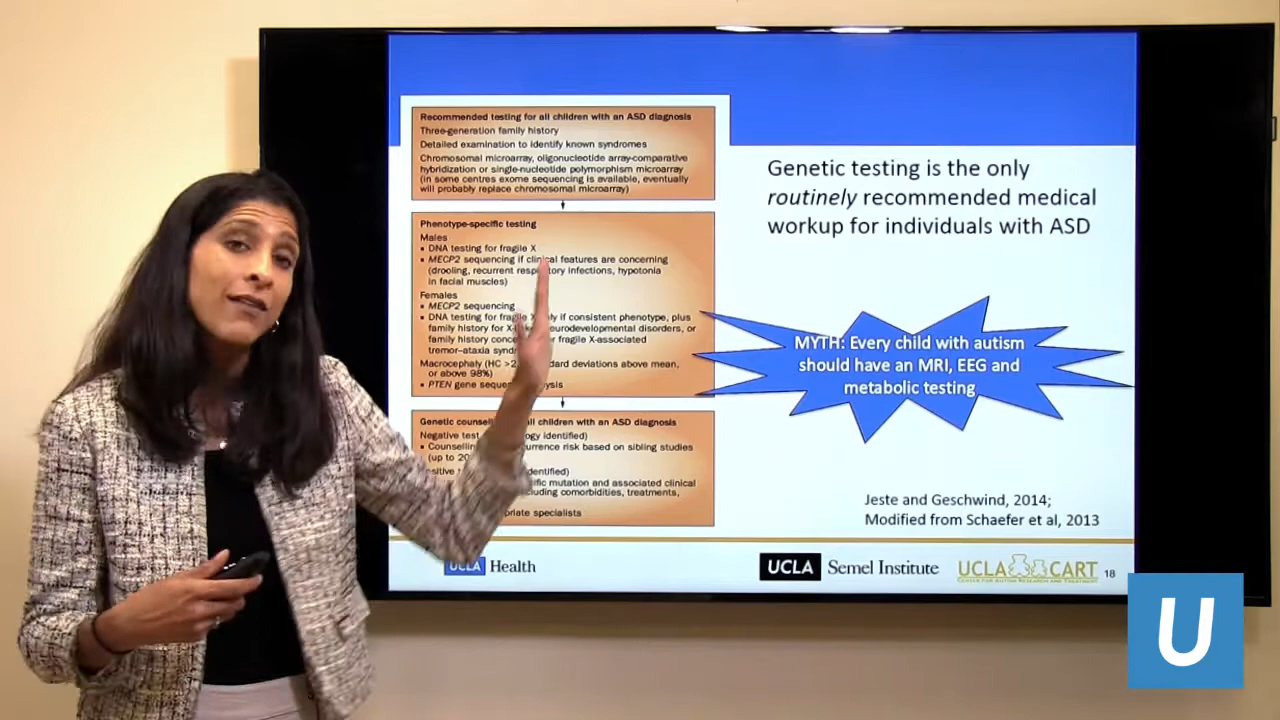 Recommended testing for all children with an ASD diagnosis
Three-generation family history
Detailed examination to identify known syndromes
Chromosomal microarray, oligonucleotide array-comparative
hybridization or single-nucleotide polymorphism microarray
(in some centres exome sequencing is available, eventually
will probably replace chromosomal microarray)
Phenotype-specific testing
Males
• DNA testing for fragile X
• MECP2 sequencing if clinical features are concerning
(drooling, recurrent respiratory infections, hypotonia
in facial muscles)
Females
• MECP2 sequencing
• DNA testing for fragile X only if consistent phenotype, plus
family history for neurodevelopmental disorders, or
family history fragile X-associated
tremor–ataxia
Macrocephaly (HC >2 standard deviations above mean,
or above 98%)
• PTEN gene
Genetic all children with an ASD diagnosis
Negative test identified)
• recurrence risk based on sibling studies
(up to
identified)
mutation and associated clinical
including comorbidities, treatments,
specialists
Genetic testing is the only
routinely recommended medical
workup for individuals with ASD
MYTH: Every child with autism
should have an MRI, EEG and
metabolic testing
Jeste and Geschwind, 2014;
Modified from Schaefer et al, 2013
UCLA Health
UCLA Semel Institute
UCLA CART
CENTER FOR AUTISM RESEARCH AND TREATMENT
18
U